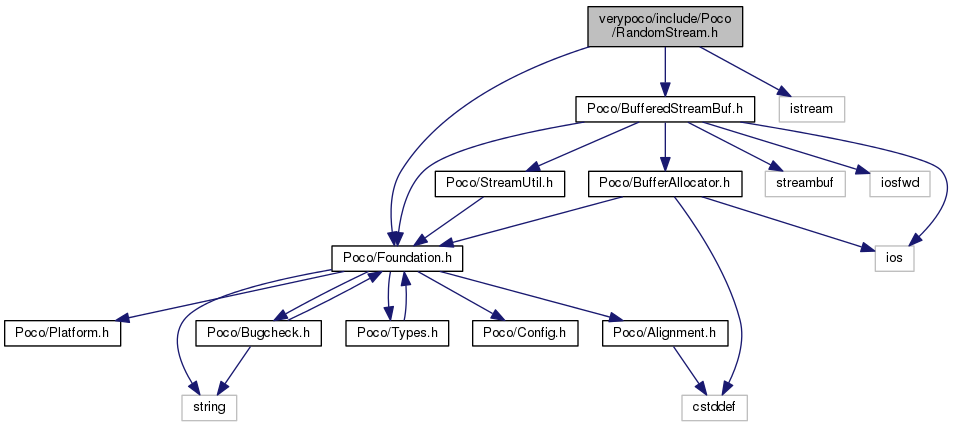 verypoco/include/Poco
/RandomStream.h
Poco/BufferedStreamBuf.h
istream
Poco/StreamUtil.h
Poco/BufferAllocator.h
streambuf
iosfwd
Poco/Foundation.h
ios
Poco/Platform.h
Poco/Bugcheck.h
Poco/Types.h
Poco/Config.h
Poco/Alignment.h
string
cstddef